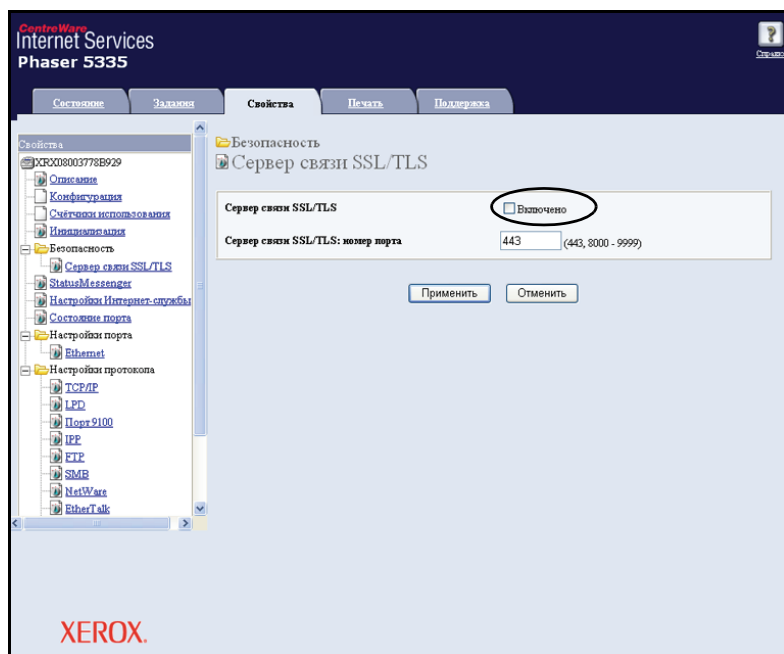 CentreWare
Internet Services
Phaser 5335
Справка
Состояние
Задания
Свойства
Печать
Поддержка
Свойства
XRX08003778B929
Описание
Конфигурация
Счётчики использования
Инициализация
Безопасность
Сервер связи SSL/TLS
StatusMessenger
Настройки Интернет-службы
Состояние порта
Настройки порта
Ethernet
Настройки протокола
TCP/IP
LPD
Порт 9100
IPP
FTP
SMB
NetWare
EtherTalk
Безопасность
Сервер связи SSL/TLS
Сервер связи SSL/TLS
Включено
Сервер связи SSL/TLS: номер порта
443 (443, 8000 - 9999)
Применить
Отменить
XEROX.